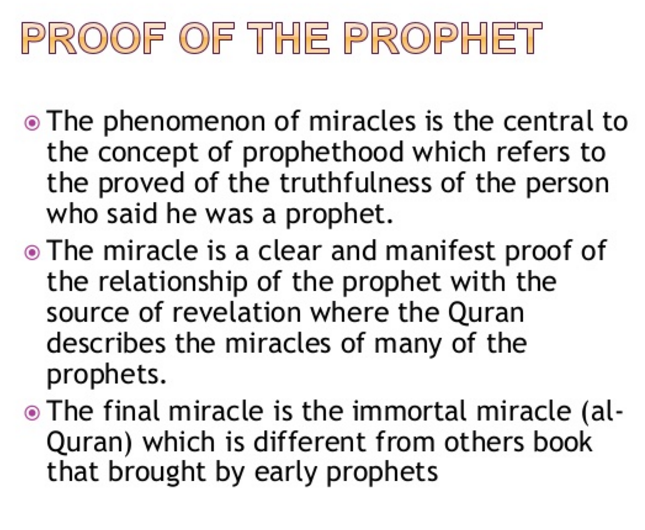 PROOF OF THE PROPHET
The phenomenon of miracles is the central to
the concept of prophethood which refers to
the proved of the truthfulness of the person
who said he was a prophet.
The miracle is a clear and manifest proof of
the relationship of the prophet with the
source of revelation where the Quran
describes the miracles of many of the
prophets.
The final miracle is the immortal miracle (al-
Quran) which is different from others book
that brought by early prophets